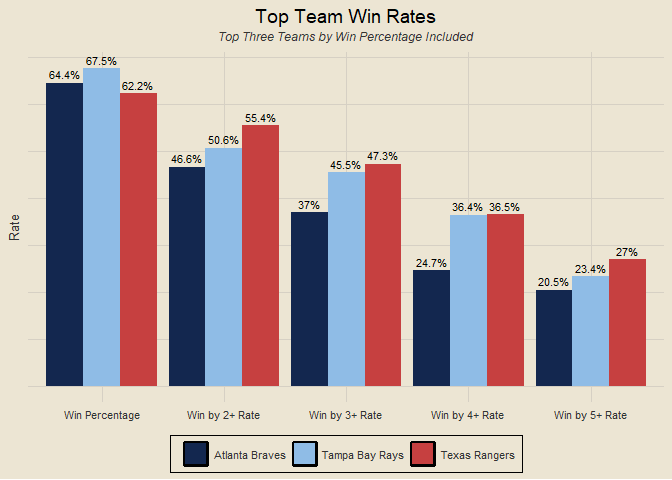 Top Team Win Rates
Top Three Teams by Win Percentage Included
Rate
64.4% 67.5% 62.2%
46.6% 50.6% 55.4%
37% 45.5% 47.3%
24.7% 36.4% 36.5%
20.5% 23.4% 27%
Win Percentage Win by 2+ Rate Win by 3+ Rate Win by 4+ Rate Win by 5+ Rate
Atlanta Braves Tampa Bay Rays Texas Rangers